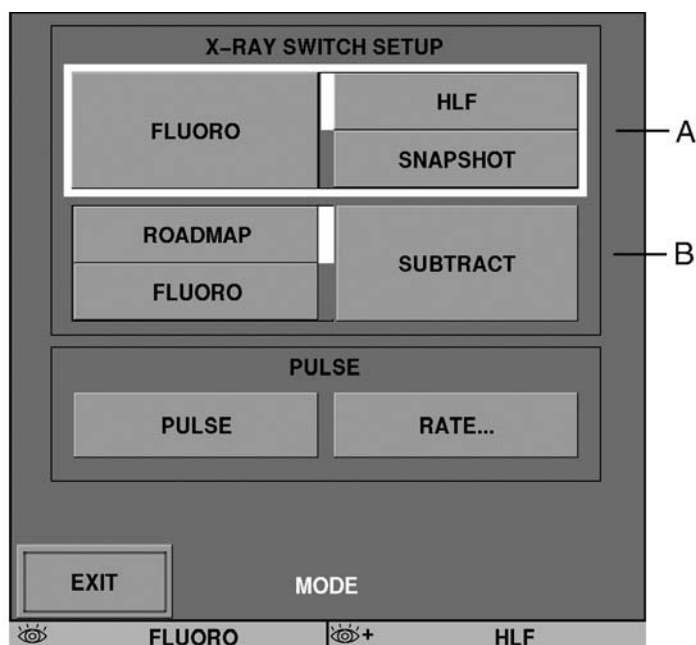 X–RAY SWITCH SETUP
FLUORO
HLF
SNAPSHOT
A
ROADMAP
FLUORO
SUBTRACT
B
PULSE
PULSE
RATE...
EXIT
MODE
FLUORO + HLF